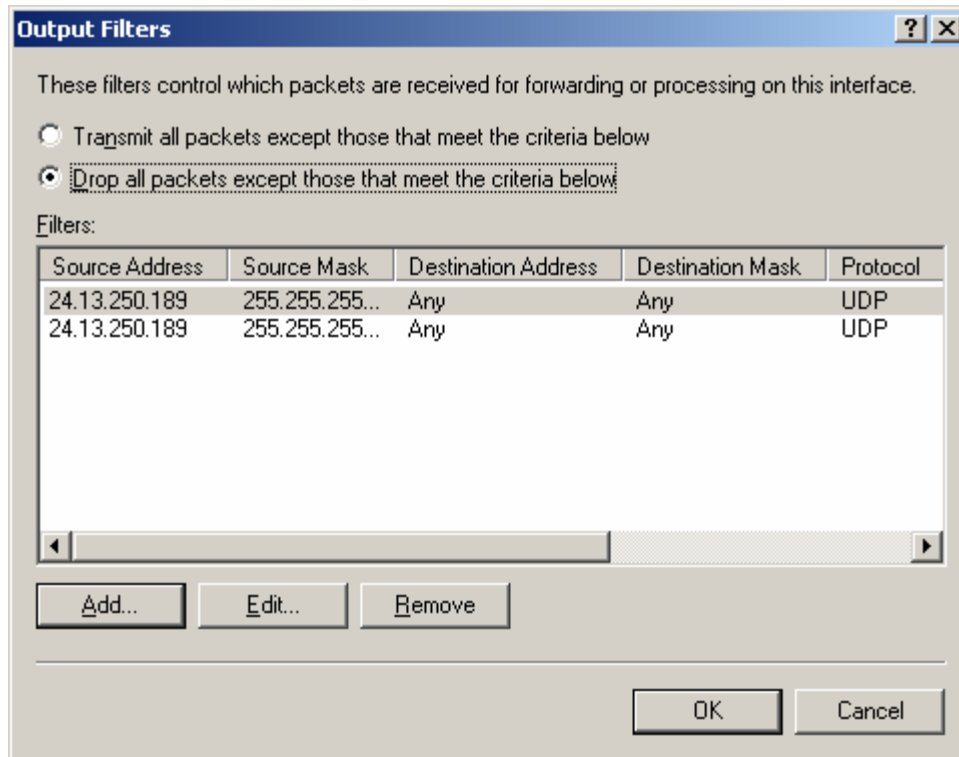 Output Filters
These filters control which packets are received for forwarding or processing on this interface.
Transmit all packets except those that meet the criteria below
Drop all packets except those that meet the criteria below
Filters:
Source Address Source Mask Destination Address Destination Mask Protocol
24.13.250.189 255.255.255... Any Any UDP
24.13.250.189 255.255.255... Any Any UDP
Add... Edit... Remove
OK Cancel